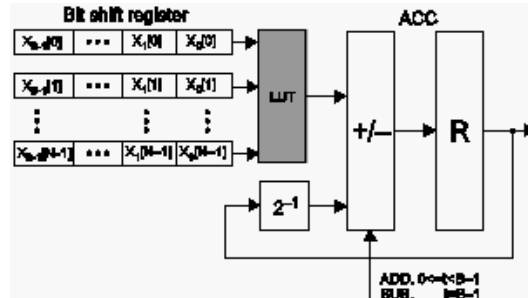 Bit shift register
ACC
X_{B-1}[0] ••• X_1[0] X_0[0]
X_{B-1}[1] ••• X_1[1] X_0[1]
X_{B-1}[N-1] ••• X_1[N-1] X_0[N-1]
LUT
+/−
R
2^{-1}
ADD. 0<=t<B-1
SUB. t=B-1